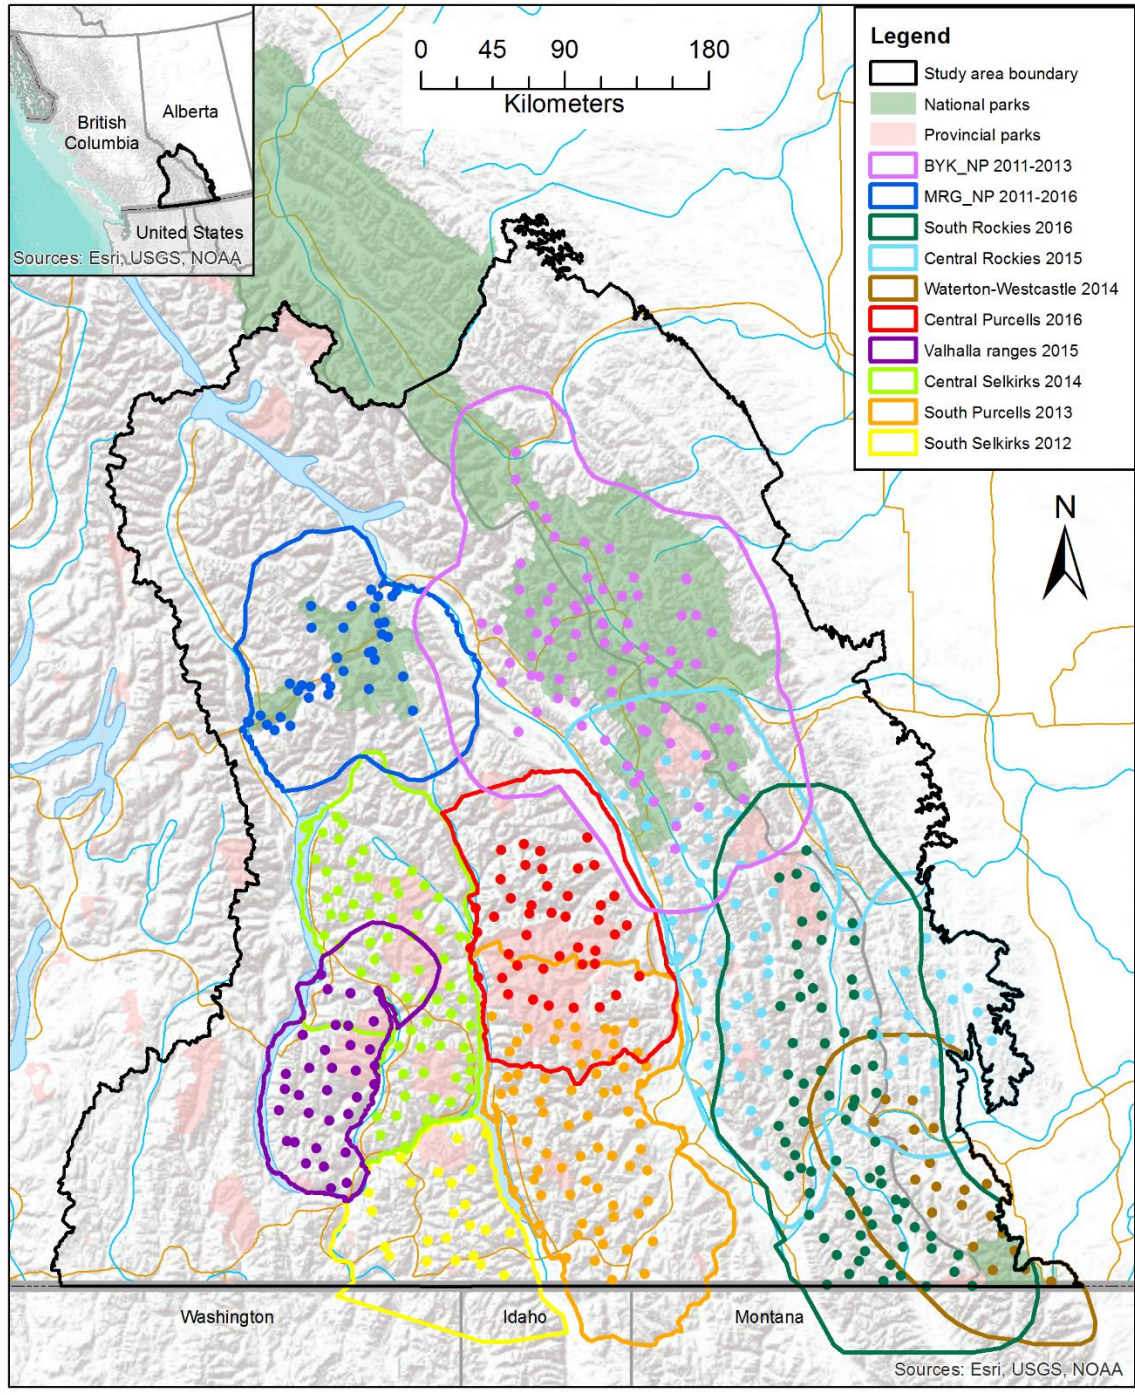 Alberta
British
Columbia
United States
Sources: Esri, USGS, NOAA
0 45 90 180
Kilometers
Legend
Study area boundary
National parks
Provincial parks
BYK_NP 2011-2013
MRG_NP 2011-2016
South Rockies 2016
Central Rockies 2015
Waterton-Westcastle 2014
Central Purcells 2016
Valhalla ranges 2015
Central Selkirks 2014
South Purcells 2013
South Selkirks 2012
N
Washington
Idaho
Montana
Sources: Esri, USGS, NOAA